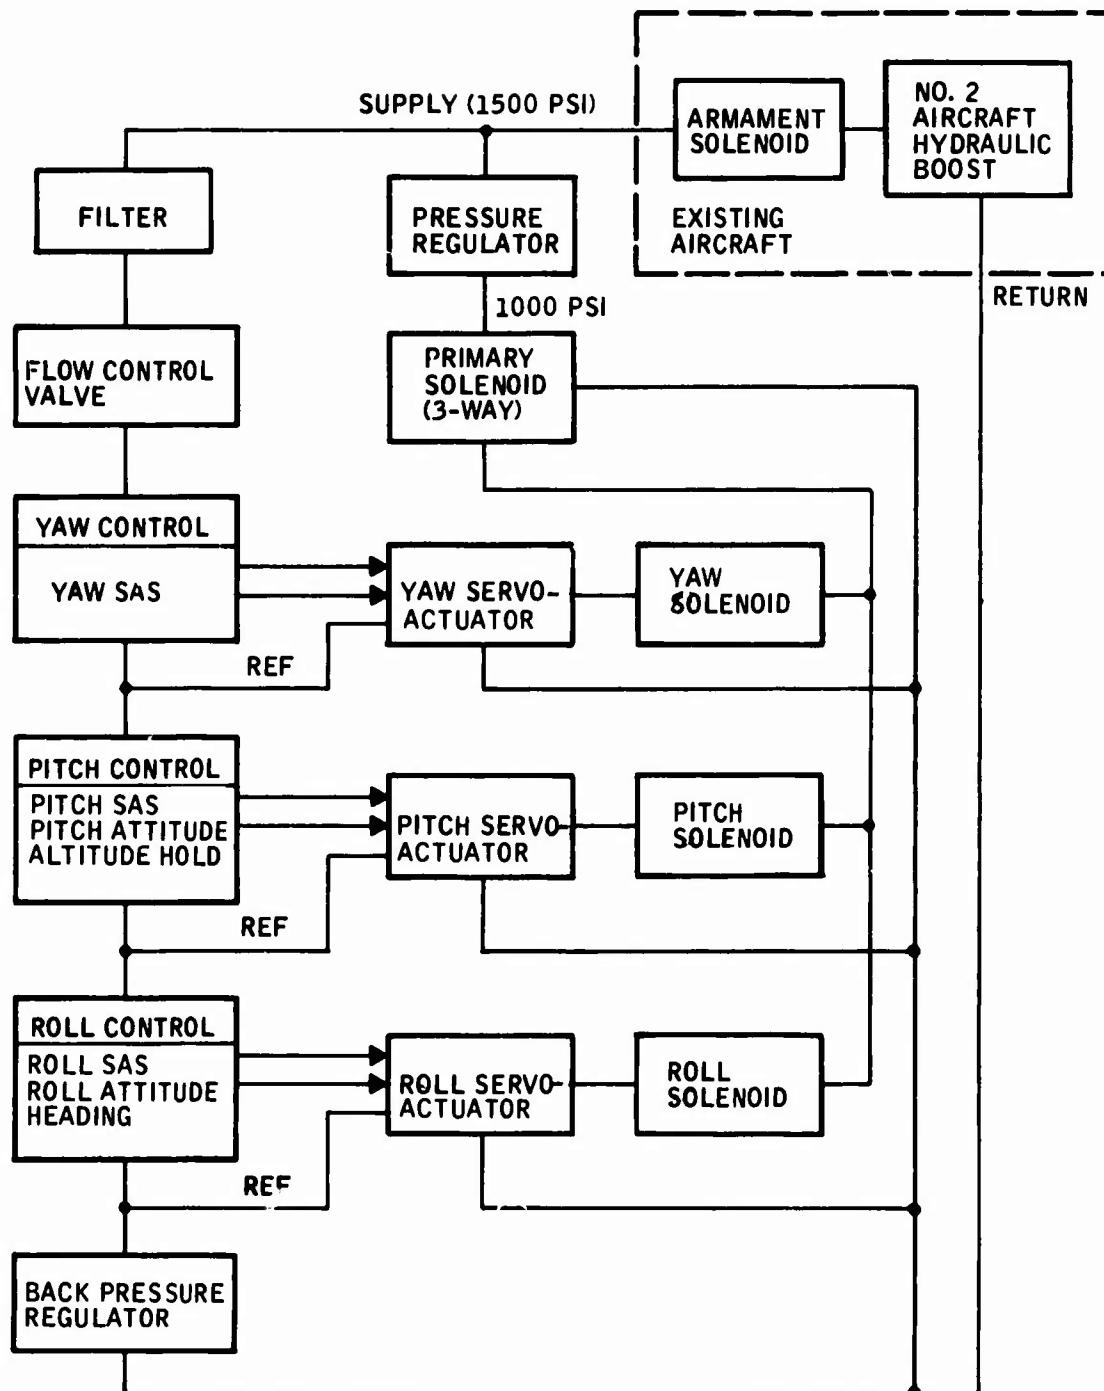 SUPPLY (1500 PSI)
ARMAMENT
SOLENOID
NO. 2
AIRCRAFT
HYDRAULIC
BOOST
FILTER
PRESSURE
REGULATOR
EXISTING
AIRCRAFT
RETURN
1000 PSI
FLOW CONTROL
VALVE
PRIMARY
SOLENOID
(3-WAY)
YAW CONTROL
YAW SAS
YAW SERVO-
ACTUATOR
YAW
SOLENOID
REF
PITCH CONTROL
PITCH SAS
PITCH ATTITUDE
ALTITUDE HOLD
PITCH SERVO-
ACTUATOR
PITCH
SOLENOID
REF
ROLL CONTROL
ROLL SAS
ROLL ATTITUDE
HEADING
ROLL SERVO-
ACTUATOR
ROLL
SOLENOID
REF
BACK PRESSURE
REGULATOR